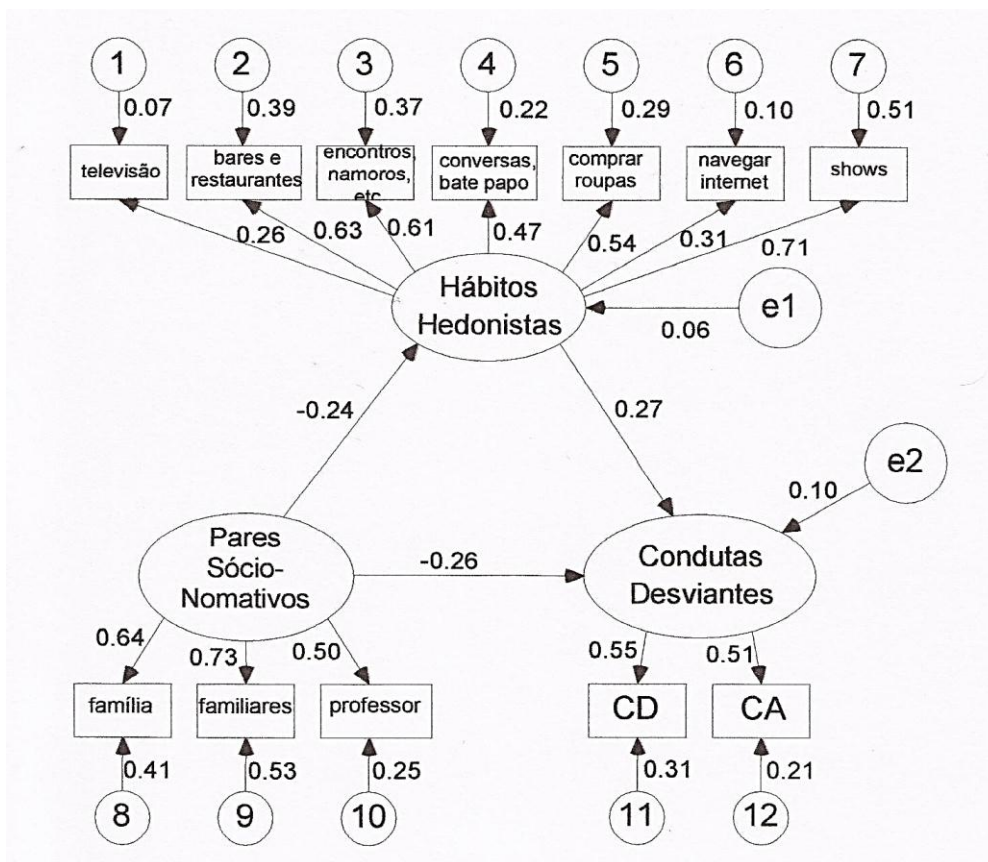 1 2 3 4 5 6 7
0.07 0.39 0.37 0.22 0.29 0.10 0.51
televisão
bares e
restaurantes
encontros,
namoros,
etc
conversas,
bate papo
comprar
roupas
navegar
internet
shows
0.26 0.63 0.61 0.47 0.54 0.31 0.71
Hábitos
Hedonistas
e1
0.06
-0.24
0.27
e2
0.10
Pares
Sócio-
Nomativos
-0.26
Condutas
Desviantes
0.64 0.73 0.50
0.55 0.51
família
familiares
professor
CD
CA
0.41 0.53 0.25
0.31 0.21
8 9 10
11 12